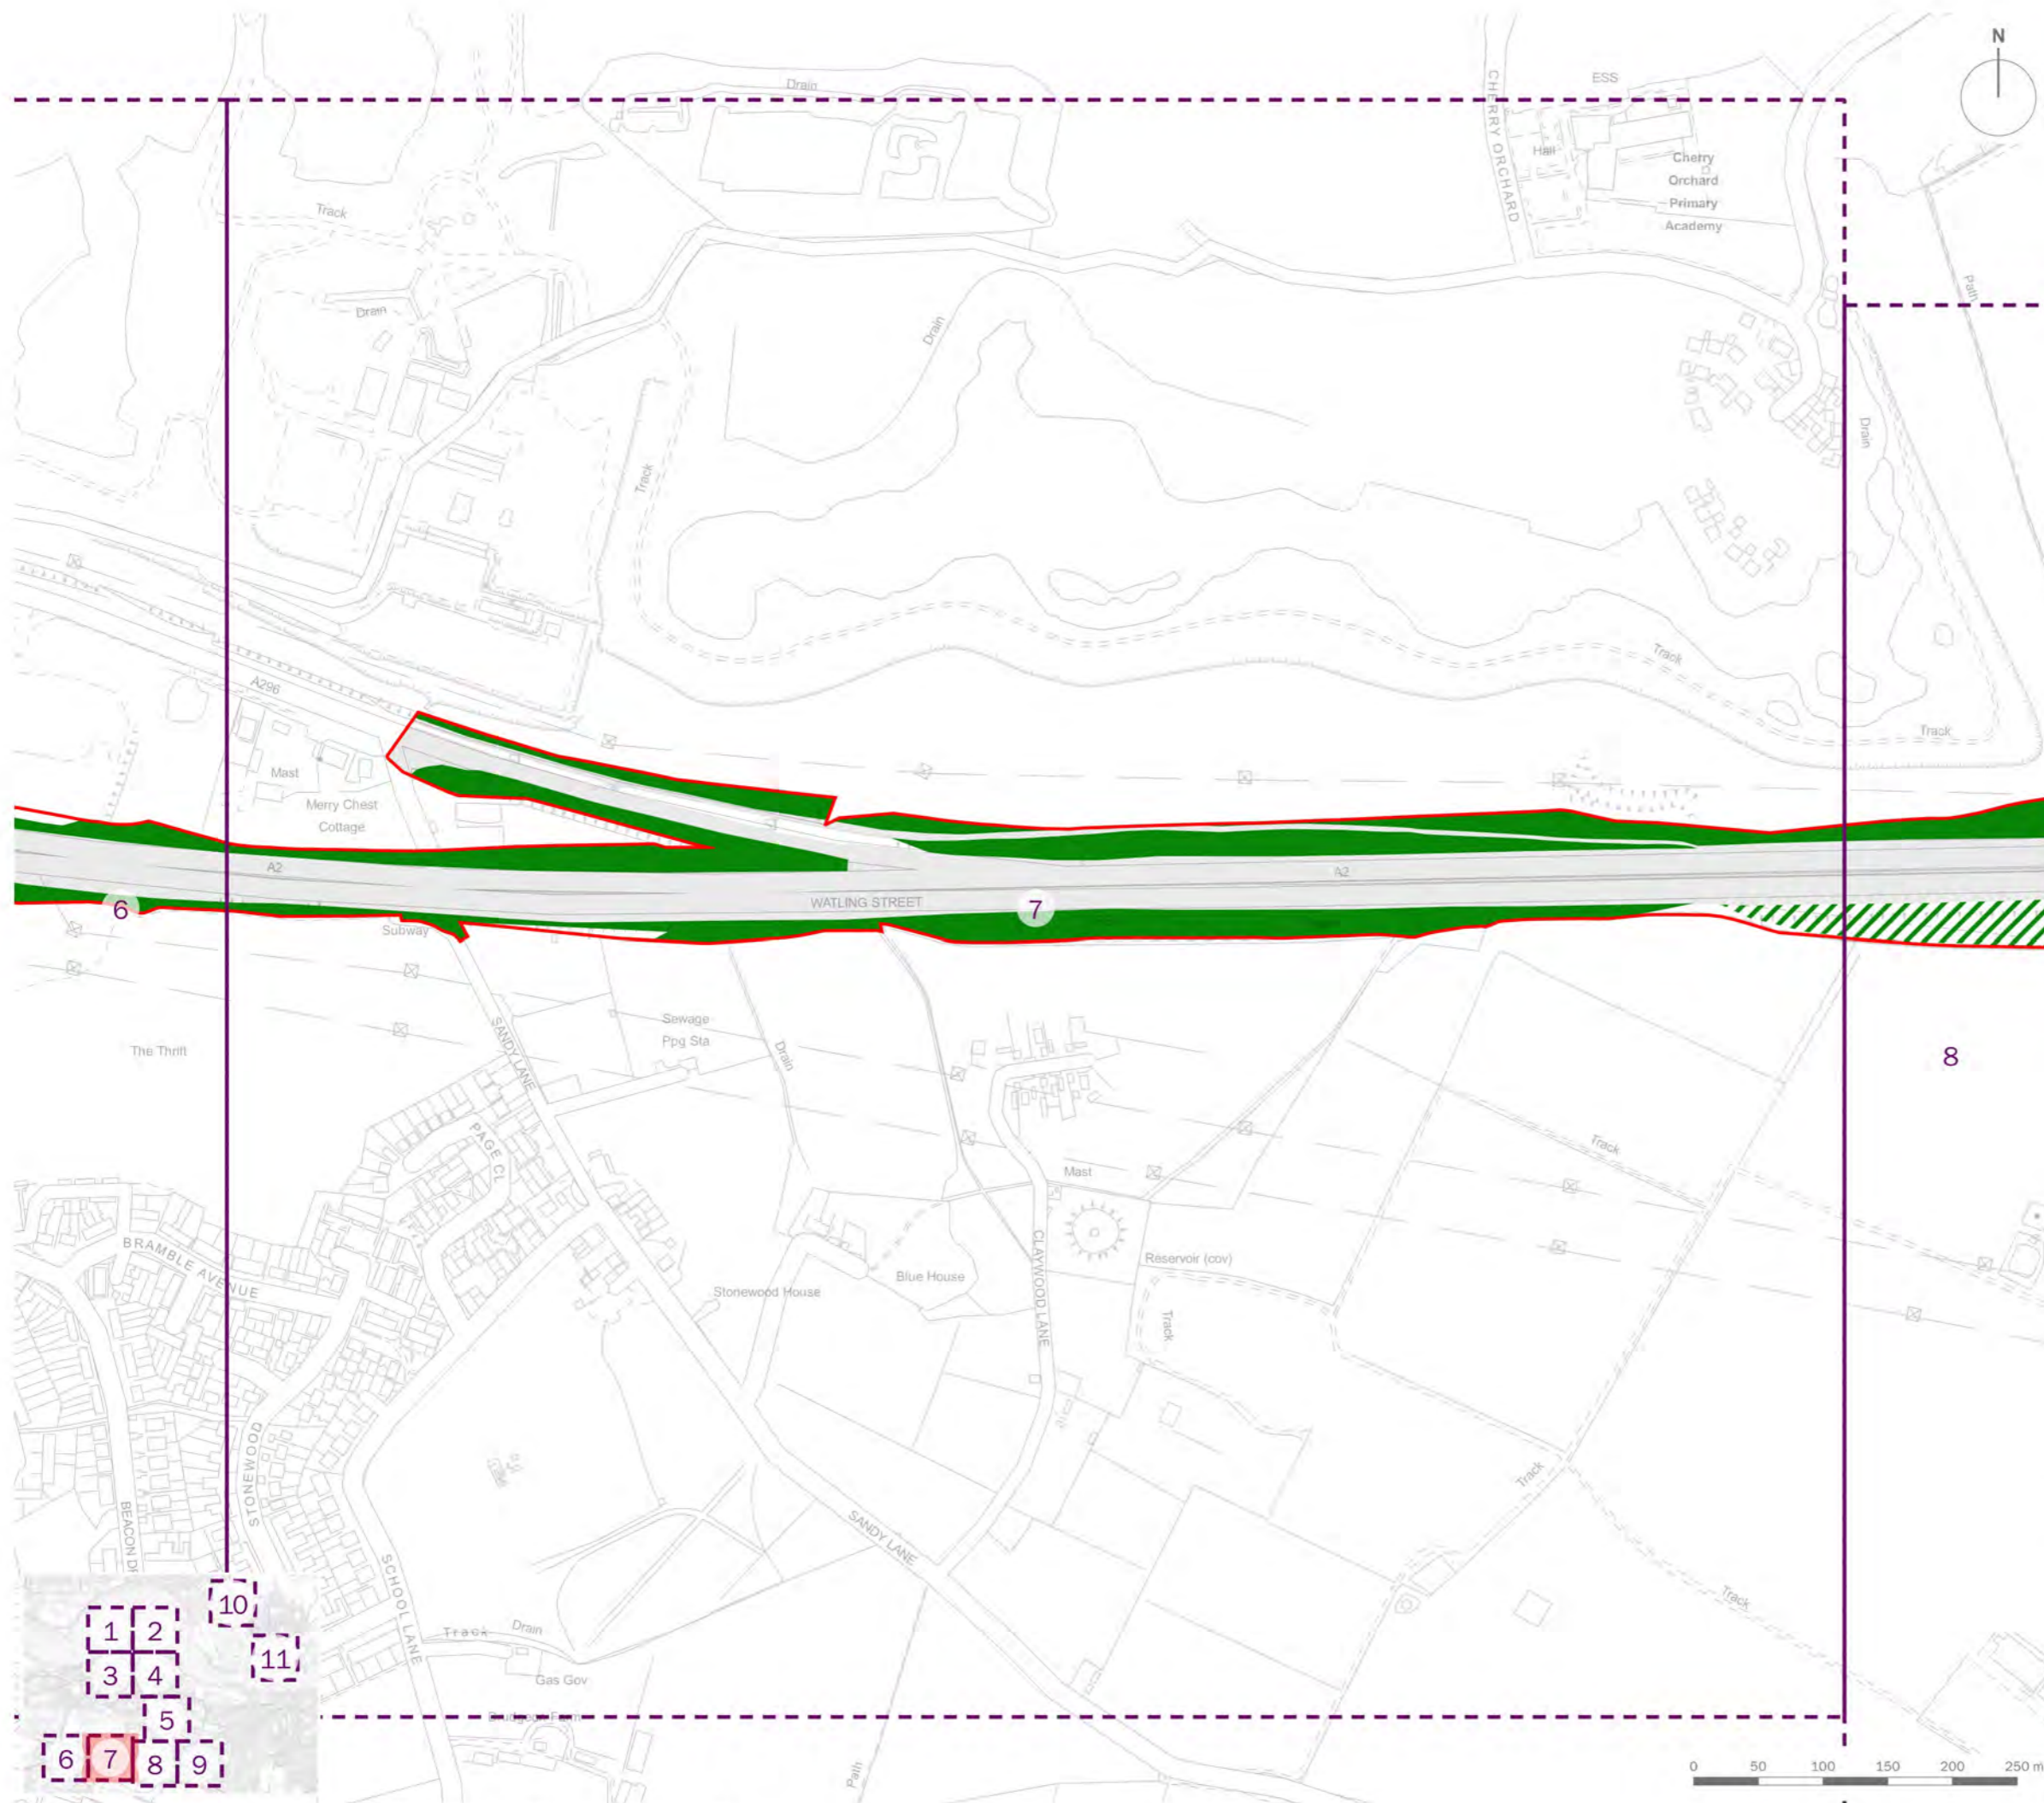 N
Drain
ESS
CHERRY ORCHARD
Hall
Cherry
Orchard
Primary
Academy
Track
Path
Drain
Drain
Drain
Track
Track
A296
Track
Mast
Merry Chest
Cottage
A2
A2
WATLING STREET
6
7
Subway
SANDY LANE
Sewage
Ppg Sta
Drain
The Thrift
8
PAGE CL
Track
Mast
BRAMBLE AVENUE
CLAYWOOD LANE
Reservoir (cov)
Blue House
Stonewood House
Track
STONEWOOD
Track
BEACON DR
SANDY LANE
SCHOOL LANE
Track
10
1
2
Track
Drain
11
3
4
Gas Gov
5
6
7
8
9
Path
0
50
100
150
200
250 m